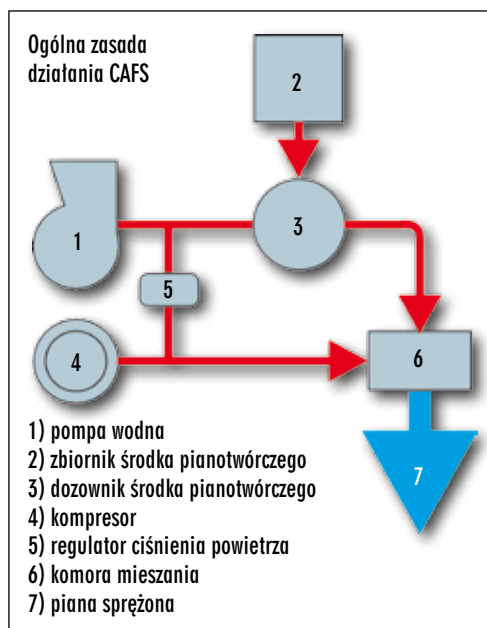 Ogólna zasada
działania CAFS
2
1
3
5
4
6
7
1) pompa wodna
2) zbiornik środka pianotwórczego
3) dozownik środka pianotwórczego
4) kompresor
5) regulator ciśnienia powietrza
6) komora mieszania
7) piana sprężona